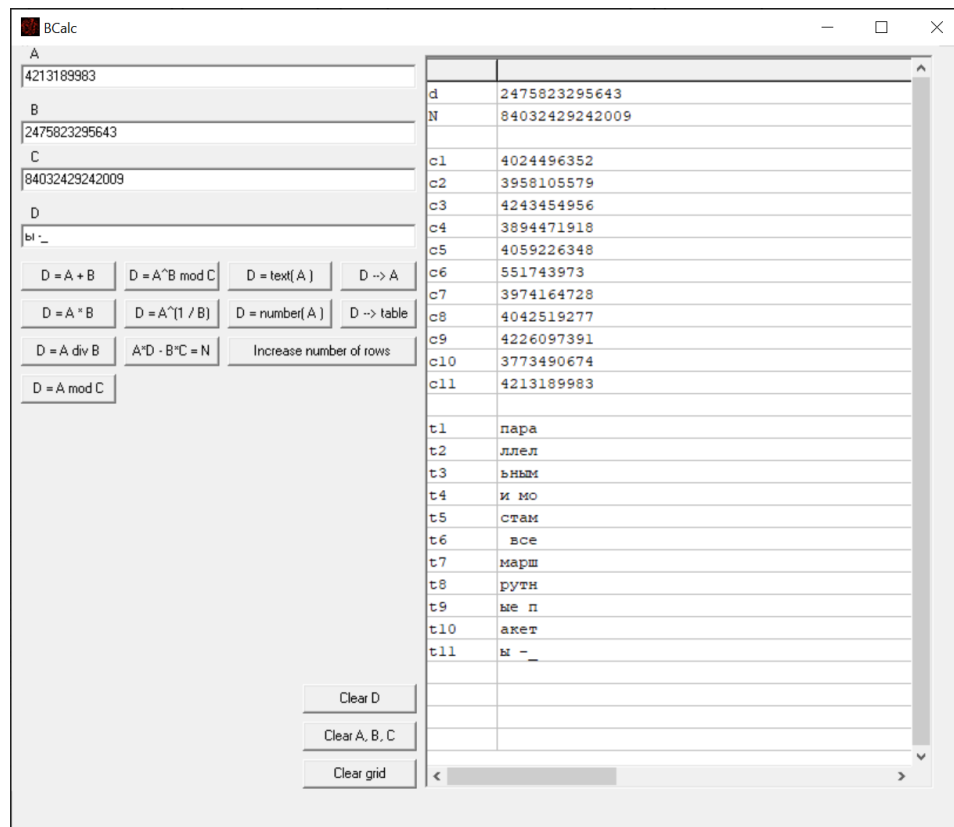 BCalc
A
4213189983
B
2475823295643
C
84032429242009
D
ы -_
D = A + B
D = A^B mod C
D = text( A )
D --> A
D = A * B
D = A^(1 / B)
D = number( A )
D --> table
D = A div B
A*D - B*C = N
Increase number of rows
D = A mod C
Clear D
Clear A, B, C
Clear grid
d 2475823295643
N 84032429242009
c1 4024496352
c2 3958105579
c3 4243454956
c4 3894471918
c5 4059226348
c6 551743973
c7 3974164728
c8 4042519277
c9 4226097391
c10 3773490674
c11 4213189983
t1 пара
t2 ллел
t3 ьным
t4 и мо
t5 стам
t6 все
t7 марш
t8 рутн
t9 ые п
t10 акет
t11 ы -_